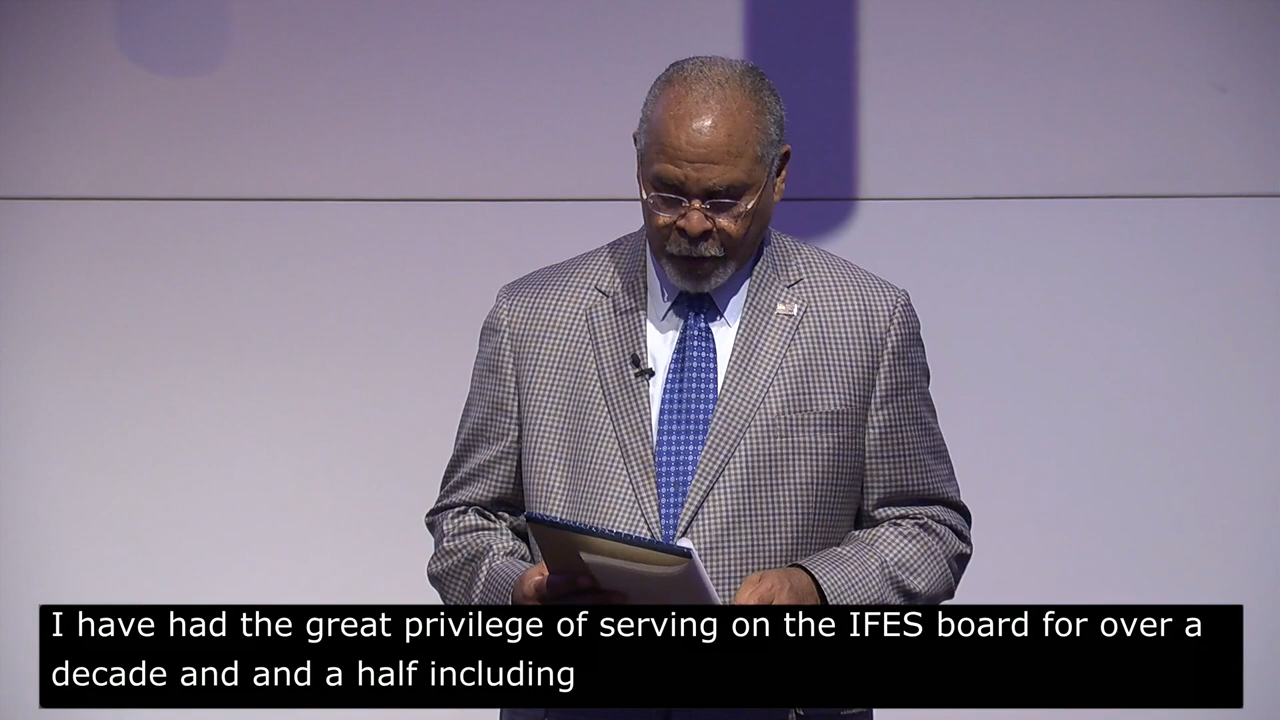 I have had the great privilege of serving on the IFES board for over a
decade and and a half including